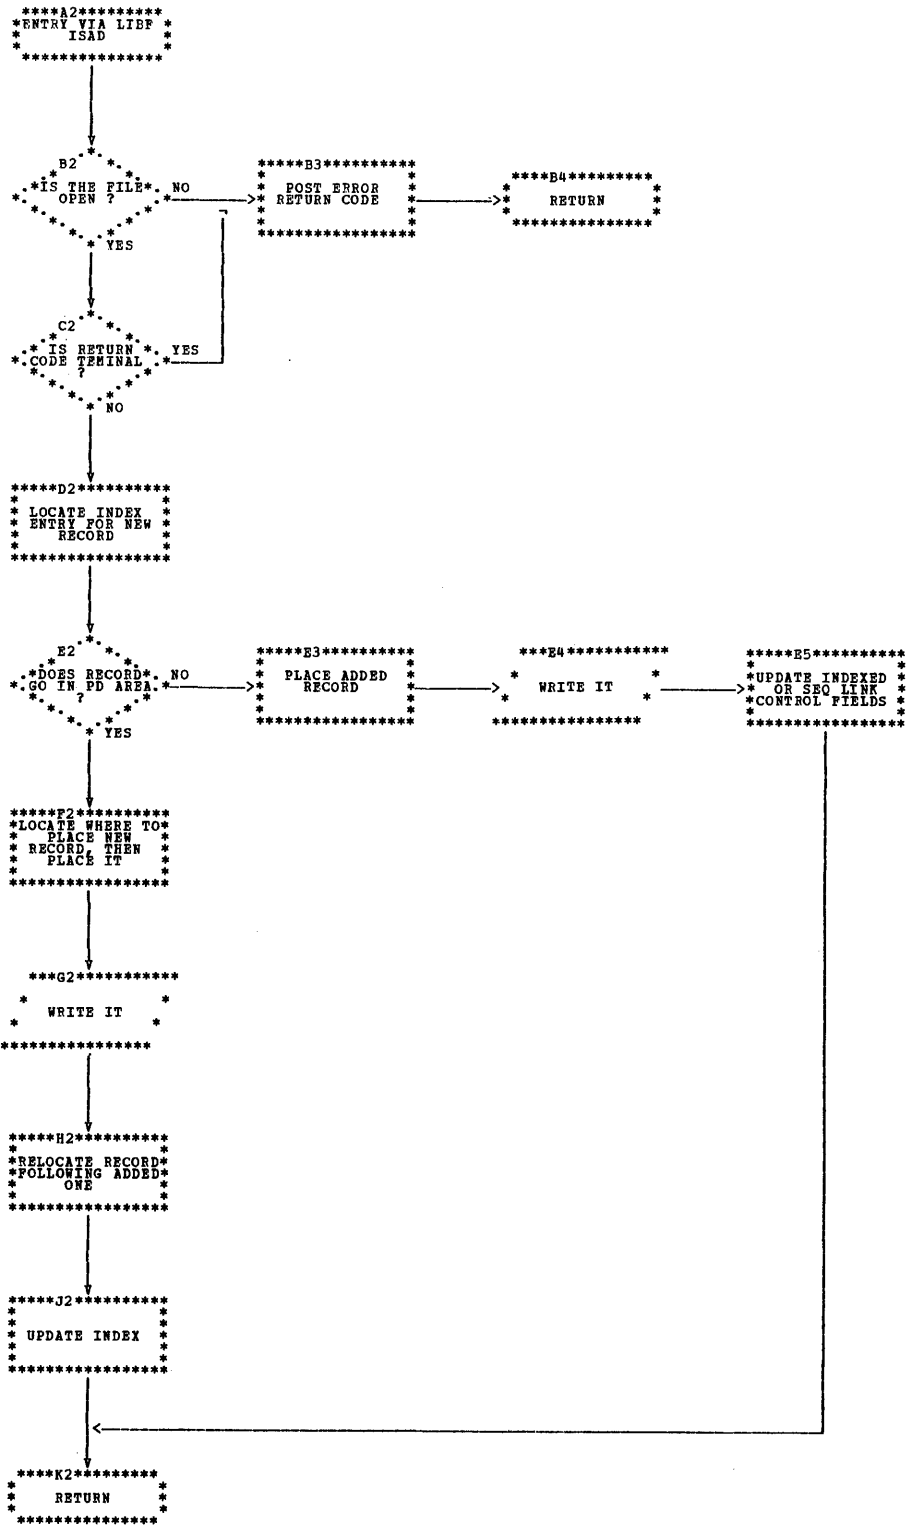 A2
ENTRY VIA LIBF
ISAD
B2
IS THE FILE
OPEN ?
NO
YES
B3
POST ERROR
RETURN CODE
B4
RETURN
C2
IS RETURN
CODE TEMINAL
?
YES
NO
D2
LOCATE INDEX
ENTRY FOR NEW
RECORD
E2
DOES RECORD
GO IN PD AREA
?
NO
YES
E3
PLACE ADDED
RECORD
E4
WRITE IT
E5
UPDATE INDEXED
OR SEQ LINK
CONTROL FIELDS
F2
LOCATE WHERE TO
PLACE NEW
RECORD, THEN
PLACE IT
G2
WRITE IT
H2
RELOCATE RECORD
FOLLOWING ADDED
ONE
J2
UPDATE INDEX
K2
RETURN